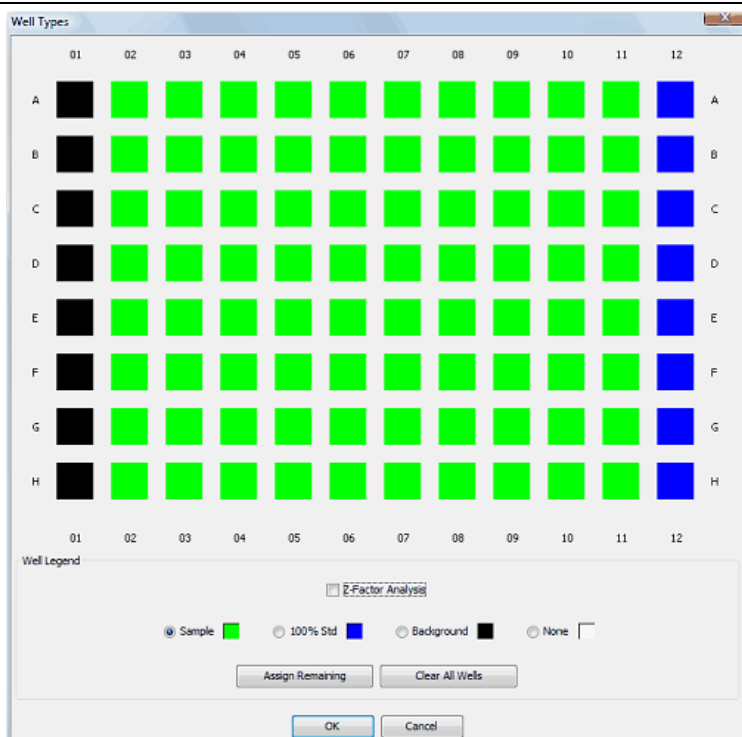 Well Types
01 02 03 04 05 06 07 08 09 10 11 12
A A
B B
C C
D D
E E
F F
G G
H H
01 02 03 04 05 06 07 08 09 10 11 12
Well Legend
Z-Factor Analysis
Sample 100% Std Background None
Assign Remaining Clear All Wells
OK Cancel